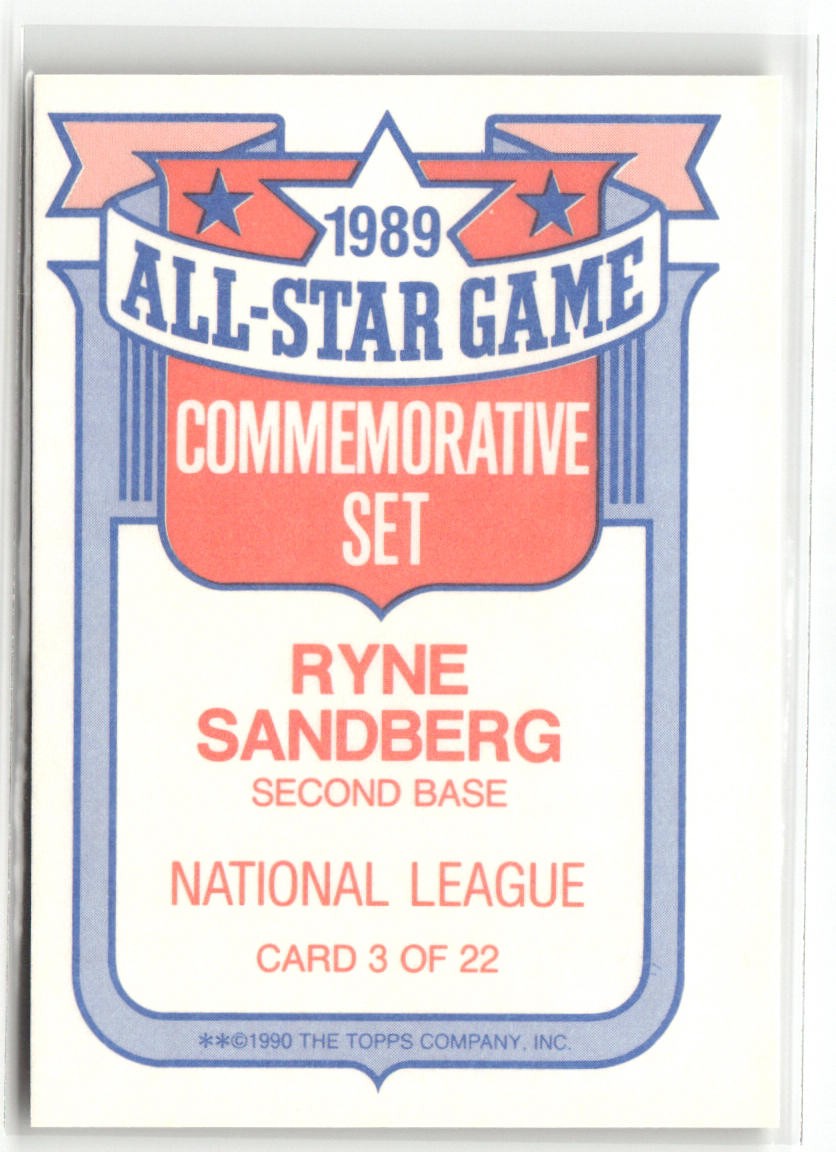 1989
ALL-STAR GAME
COMMEMORATIVE
SET
RYNE
SANDBERG
SECOND BASE
NATIONAL LEAGUE
CARD 3 OF 22
**©1990 THE TOPPS COMPANY, INC.